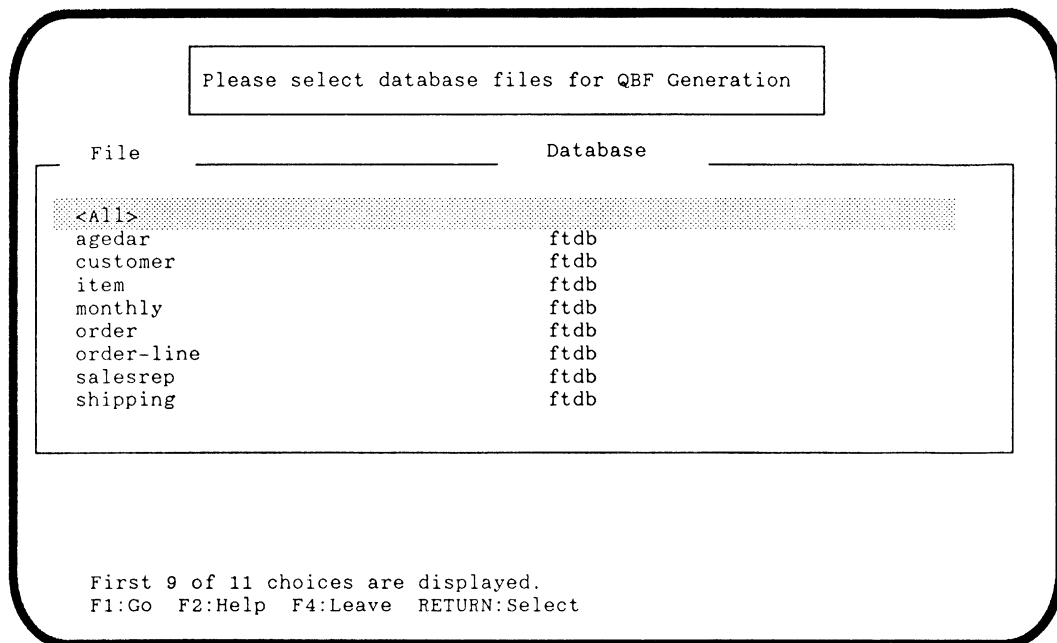 Please select database files for QBF Generation
File Database
<All>
agedar ftdb
customer ftdb
item ftdb
monthly ftdb
order ftdb
order-line ftdb
salesrep ftdb
shipping ftdb
First 9 of 11 choices are displayed.
F1:Go F2:Help F4:Leave RETURN:Select